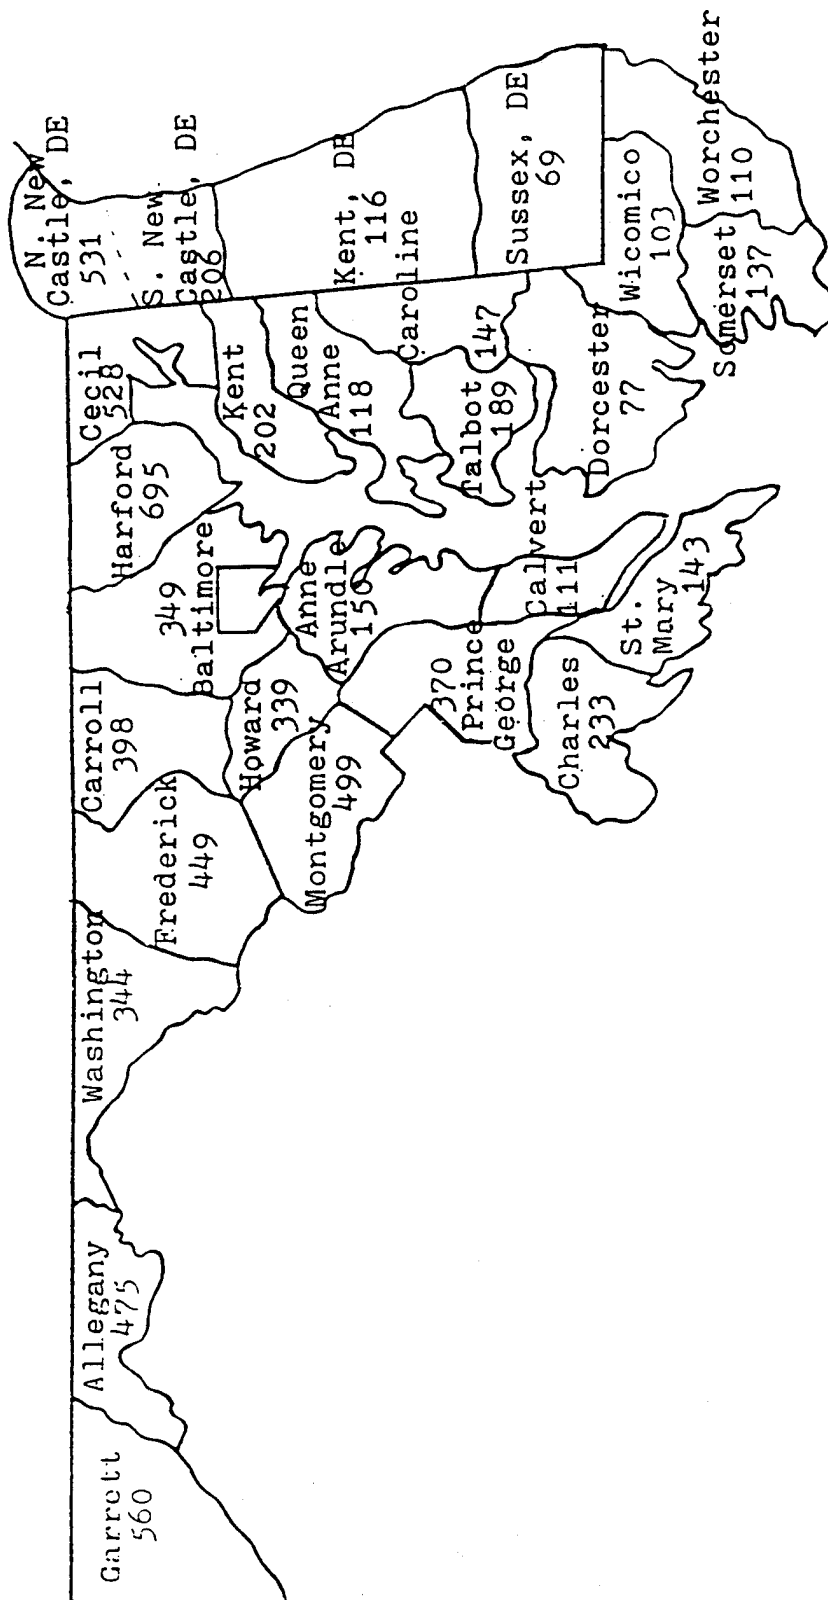 Garrett
560
Allegany
475
Washington
344
Frederick
449
Carroll
398
349
Baltimore
Harford
695
Cecil
528
N. New
Castle, DE
531
S. New
Castle, DE
206
Kent
202
Queen
Anne
118
Kent, DE
116
Caroline
147
Talbot
189
Sussex, DE
69
Dorcester
77
Wicomico
103
Somerset
137
Worchester
110
Howard
339
Montgomery
499
Anne
Arundle
150
370
Prince
George
Calvert
111
Charles
233
St.
Mary
143